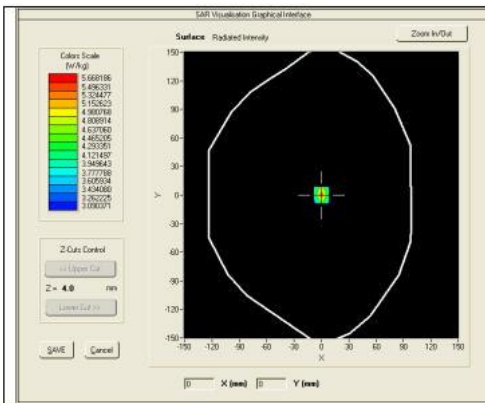 SAR Visualisation Graphical Interface
Surface Radiated Intensity
Zoom In/Out
Colors Scale
(W/kg)
5.668186
5.496331
5.324477
5.152623
4.980768
4.808914
4.637060
4.465205
4.293351
4.121497
3.949643
3.777788
3.605934
3.434080
3.262225
3.090371
Z-Cuts Control
<< Upper Cut
Z = 4.0 mm
Lower Cut >>
SAVE Cancel
150-
120-
90-
60-
30-
0-
-30-
-60-
-90-
-120-
-150-
Y
-150 -120 -90 -60 -30 0 30 60 90 120 150
X
0 X (mm) 0 Y (mm)